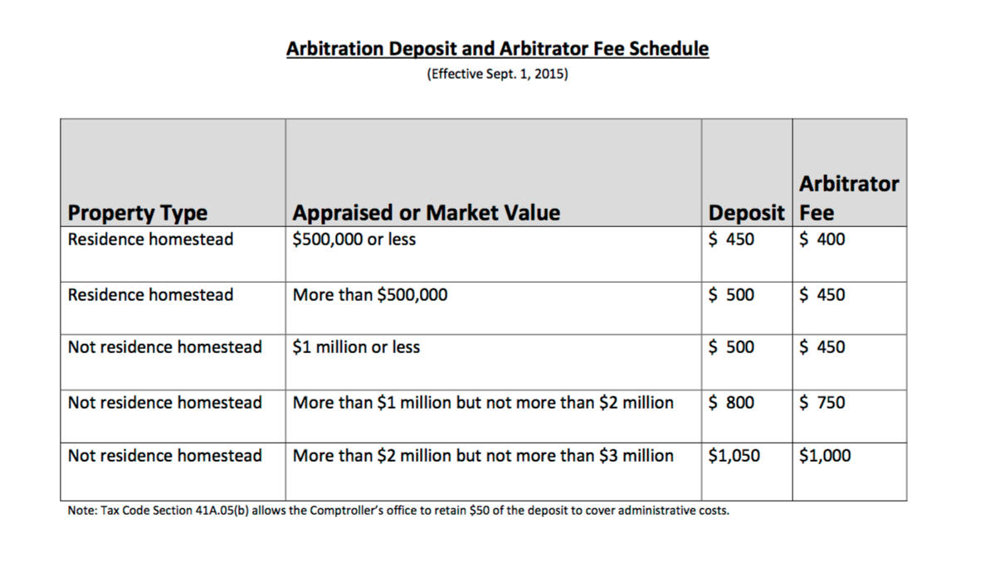 Arbitration Deposit and Arbitrator Fee Schedule
(Effective Sept. 1, 2015)
Property Type Appraised or Market Value Deposit Arbitrator Fee
Residence homestead $500,000 or less $ 450 $ 400
Residence homestead More than $500,000 $ 500 $ 450
Not residence homestead $1 million or less $ 500 $ 450
Not residence homestead More than $1 million but not more than $2 million $ 800 $ 750
Not residence homestead More than $2 million but not more than $3 million $1,050 $1,000
Note: Tax Code Section 41A.05(b) allows the Comptroller's office to retain $50 of the deposit to cover administrative costs.